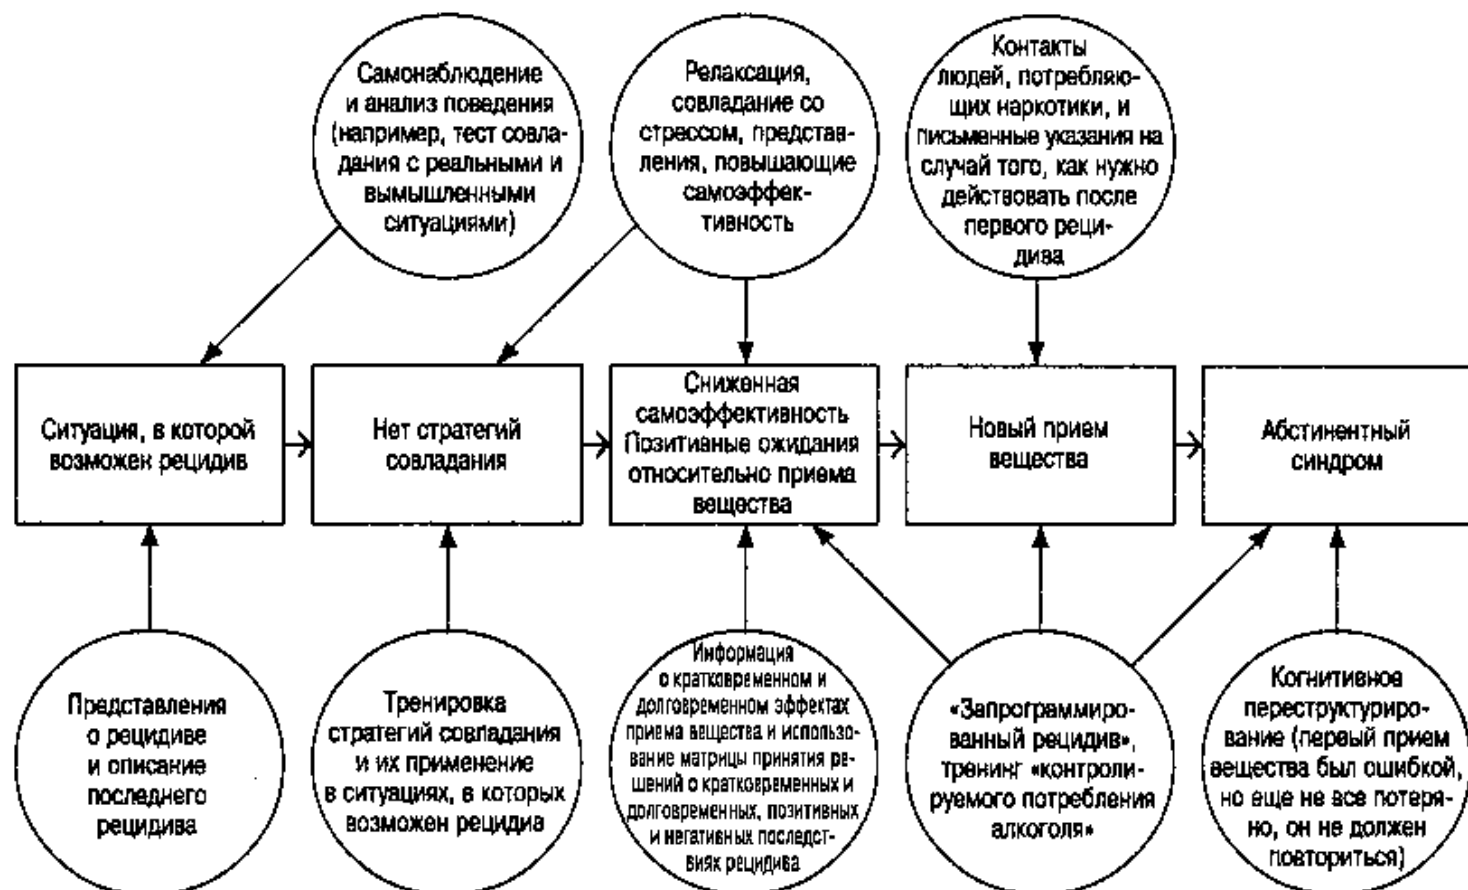 Самонаблюдение
и анализ поведения
(например, тест совла-
дания с реальными и
вымышленными
ситуациями)
Релаксация,
совладание со
стрессом, представ-
ления, повышающие
самоэффек-
тивность
Контакты
людей, потребляю-
щих наркотики, и
письменные указания на
случай того, как нужно
действовать после
первого реци-
дива
Ситуация, в которой
возможен рецидив
Нет стратегий
совладания
Сниженная
самоэффективность
Позитивные ожидания
относительно приема
вещества
Новый прием
вещества
Абстинентный
синдром
Представления
о рецидиве
и описание
последнего
рецидива
Тренировка
стратегий совладания
и их применение
в ситуациях, в которых
возможен рецидив
Информация
о кратковременном и
долговременном эффектах
приема вещества и использо-
вание матрицы принятия ре-
шений о кратковременных и
долговременных, позитивных
и негативных последст-
виях рецидива
«Запрограммиро-
ванный рецидив»,
тренинг «контроли-
руемого потребления
алкоголя»
Когнитивное
переструктуриро-
вание (первый прием
вещества был ошибкой,
но еще не все потеря-
но, он не должен
повториться)